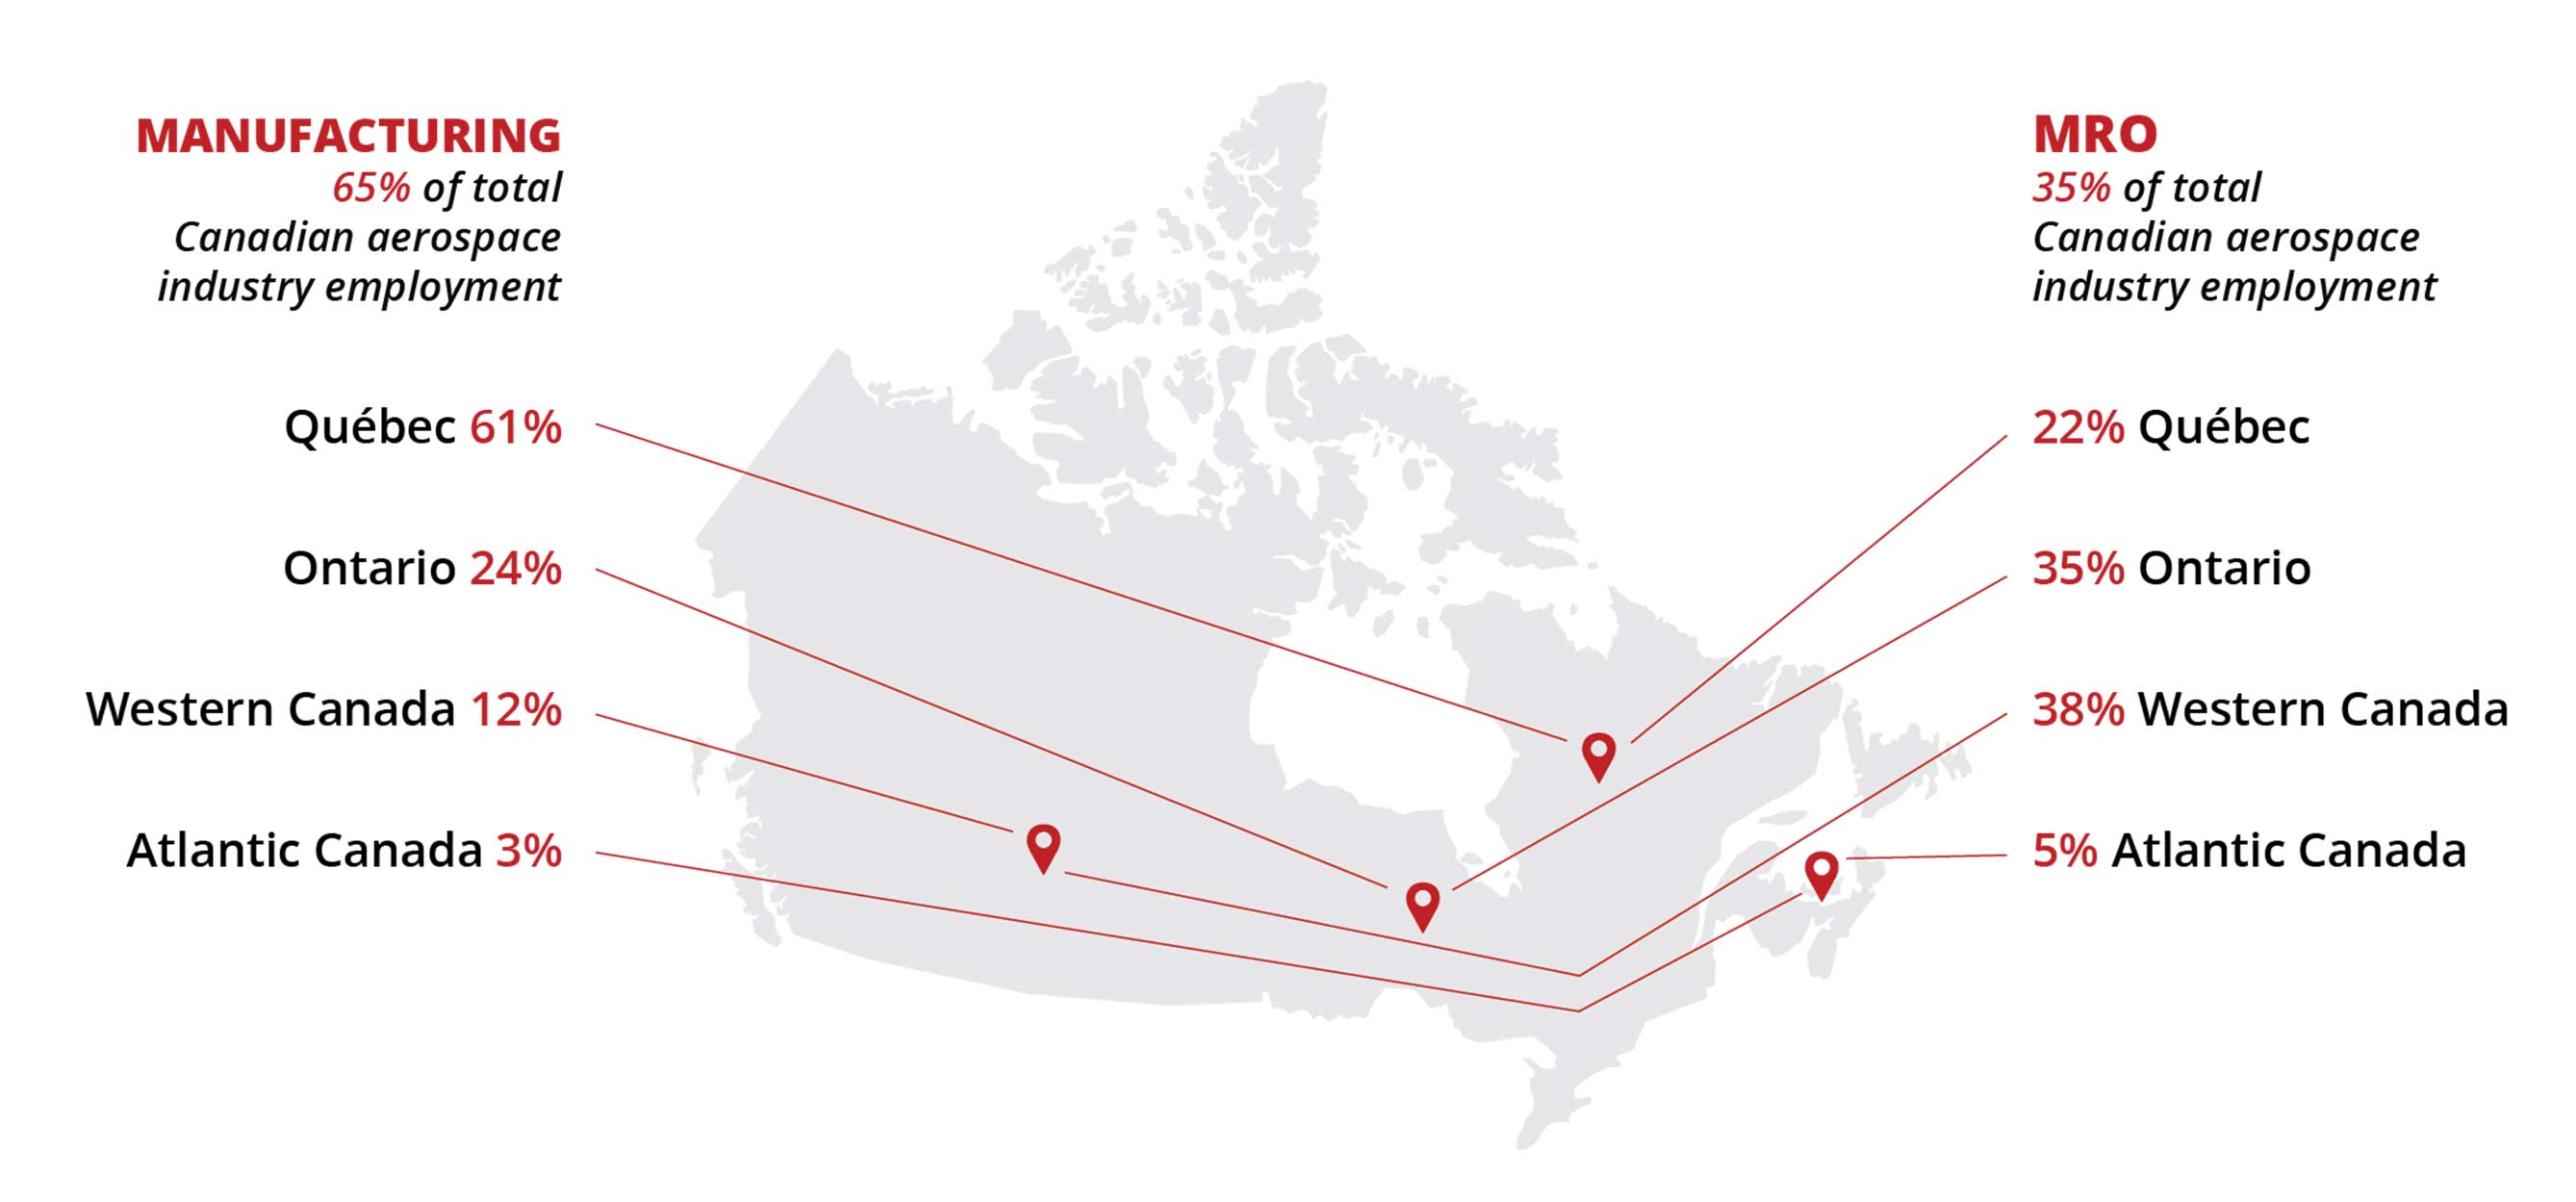 MANUFACTURING
65% of total
Canadian aerospace
industry employment
Québec 61%
Ontario 24%
Western Canada 12%
Atlantic Canada 3%
MRO
35% of total
Canadian aerospace
industry employment
22% Québec
35% Ontario
38% Western Canada
5% Atlantic Canada